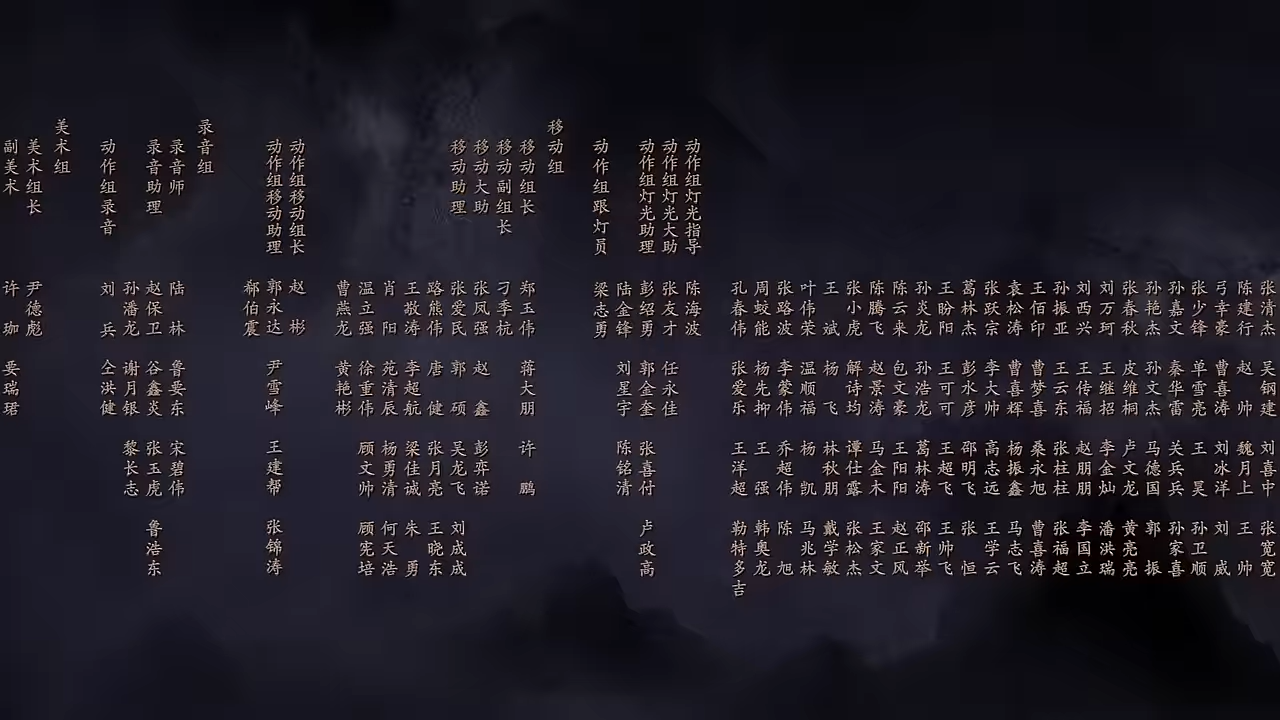 张清杰 吴钢建 刘喜中 张宽宽
陈建行 赵帅 魏月上 王帅
弓幸豪 曹喜涛 刘冰洋 刘威
张少锋 单雪亮 王昊 孙卫顺
孙嘉文 秦华雷 关兵兵 孙家喜
孙艳杰 孙文杰 马德国 郭振
张春秋 皮维桐 卢文龙 黄亮亮
刘万珂 王继招 李金灿 潘洪瑞
刘西兴 王传福 赵朋朋 李国立
孙振亚 王云东 张柱柱 张福超
王佰印 曹梦喜 桑永旭 曹喜涛
袁松涛 曹喜辉 杨振鑫 马志飞
张跃宗 李大帅 高志远 王学云
葛林杰 彭水彦 邵明飞 张恒
王盼阳 王可可 王超飞 王帅飞
孙炎龙 孙浩龙 葛林涛 邵新举
陈云来 包文豪 王阳阳 赵正风
陈腾飞 赵景涛 马金木 王家文
张小虎 解诗均 谭仕露 张松杰
王斌 杨飞 林秋朋 戴学敏
叶伟荣 温顺福 杨凯 马兆林
张路波 李蒙伟 乔超伟 陈旭
周蛟能 杨先抑 王强 韩奥龙
孔春伟 张爱乐 王洋超 勒特多吉
动作组灯光指导 陈海波
动作组灯光大助 张友才 任永佳
动作组灯光助理 彭绍勇 郭金奎 张喜付 卢政高
陆金锋 刘星宇 陈铭清
动作组跟灯员 梁志勇
移动组
移动组长 郑玉伟 蒋大朋 许鹏
移动副组长 刁季杭
移动大助 张凤强 赵鑫 彭弈诺
移动助理 张爱民 郭硕 吴龙飞 刘成成
路熊伟 唐健 张月亮 王晓东
王敬涛 李超航 梁佳诚 朱勇
肖阳 苑清辰 杨勇清 何天浩
温立强 徐重伟 顾文帅 顾宪培
曹燕龙 黄艳彬
动作组移动组长 赵彬
动作组移动助理 郭永达 尹雪峰 王建帮 张锦涛
郝伯震
录音组
录音师 陆林 鲁要东 宋碧伟
录音助理 赵保卫 谷鑫炎 张玉虎 鲁浩东
孙潘龙 谢月银 黎长志
动作组录音 刘兵 仝洪健
美术组
美术组长 尹德彪
副美术 许珈 要瑞珺